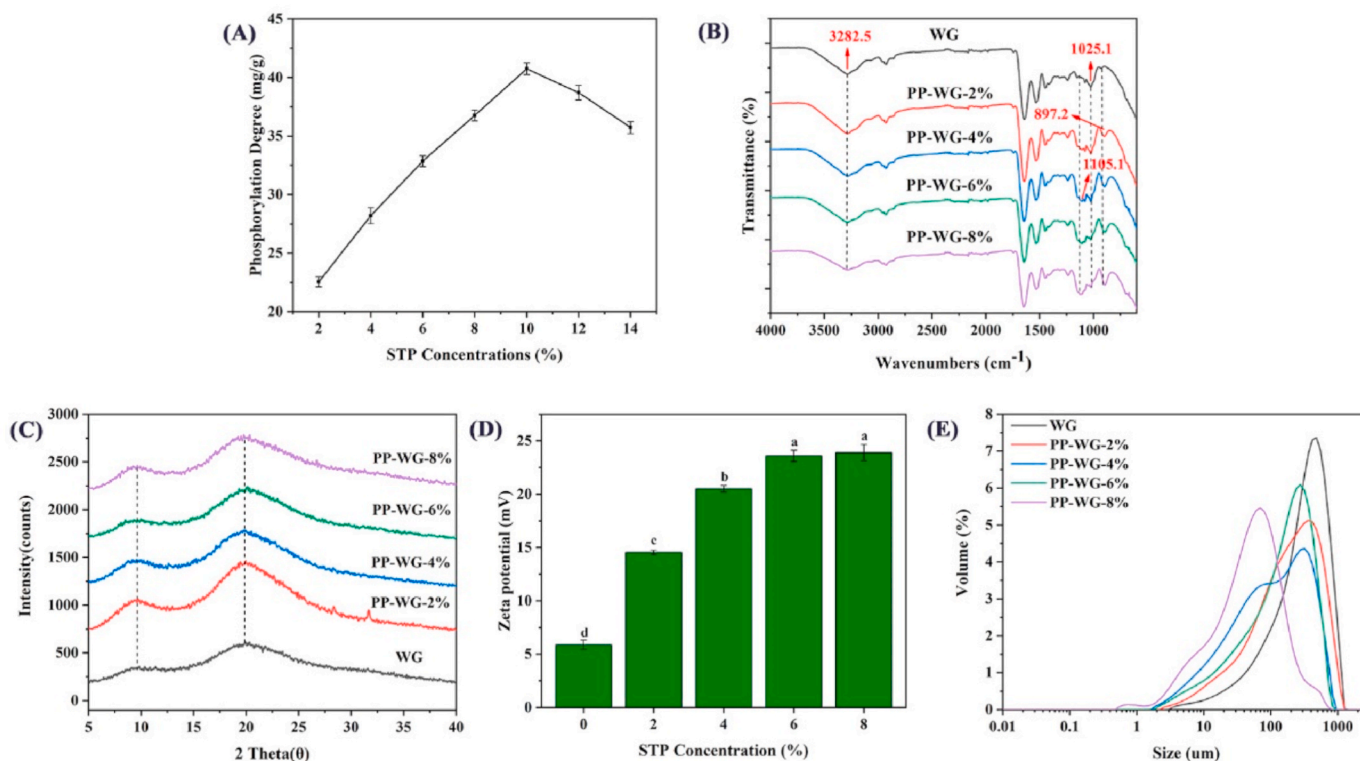 (A)
45
40
35
30
25
20
Phosphorylation Degree (mg/g)
2 4 6 8 10 12 14
STP Concentrations (%)
(B)
3282.5
WG
1025.1
PP-WG-2%
897.2
PP-WG-4%
1105.1
PP-WG-6%
PP-WG-8%
Transmittance (%)
4000 3500 3000 2500 2000 1500 1000
Wavenumbers (cm-1)
(C)
3000
2500
2000
1500
1000
500
0
Intensity(counts)
PP-WG-8%
PP-WG-6%
PP-WG-4%
PP-WG-2%
WG
5 10 15 20 25 30 35 40
2 Theta(θ)
(D)
25
20
15
10
5
0
Zeta potential (mV)
d
c
b
a
a
0 2 4 6 8
STP Concentration (%)
(E)
8
7
6
5
4
3
2
1
0
Volume (%)
WG
PP-WG-2%
PP-WG-4%
PP-WG-6%
PP-WG-8%
0.01 0.1 1 10 100 1000
Size (um)